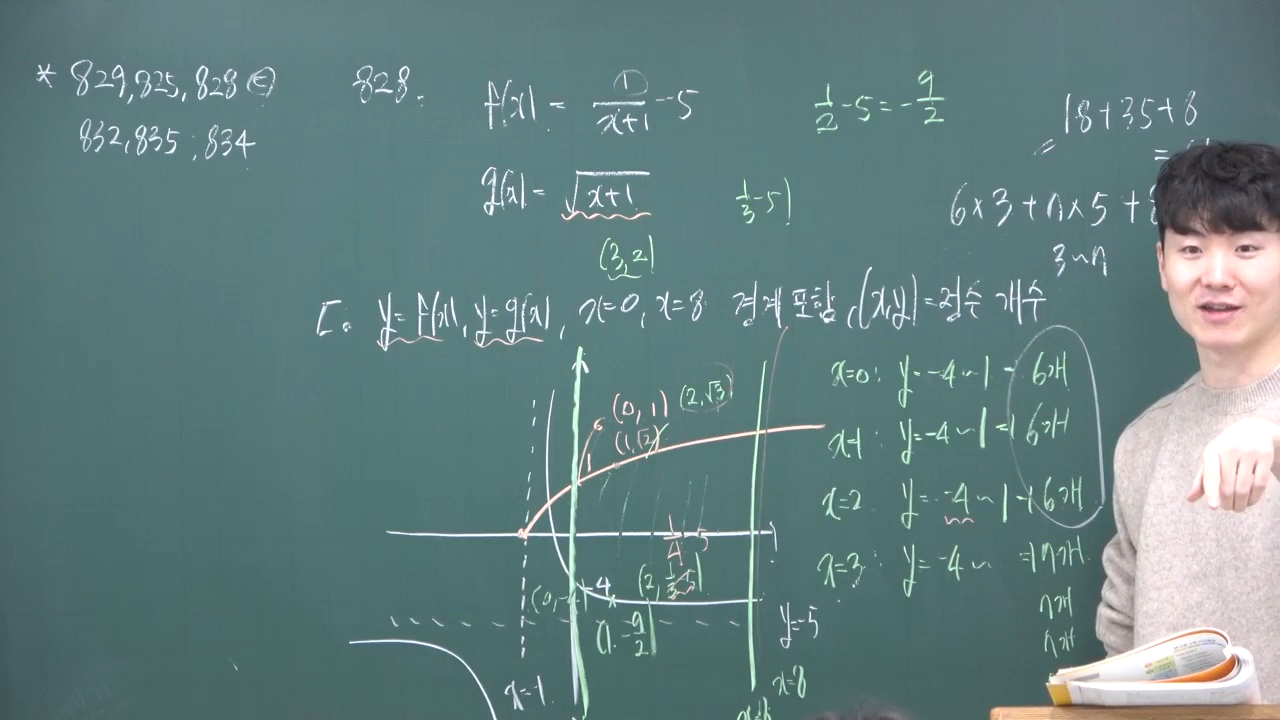 * 829, 825, 828 ㄷ
832, 835, 834
828.
f(x) = 1/(x+1) - 5
g(x) = √(x+1)
(3, 2)
1/2 - 5 = -9/2
1/3 - 5
= 18+35+8
=
6×3+7×5+
3~7
ㄷ. y=f(x), y=g(x), x=0, x=8 경계 포함, (x,y)=정수 개수
(0, 1)
(2,√3)
(1,√2)
1
1/4
5
-4
(1, -9/2)
y=-5
x=-1
x=8
x=0: y=-4~1 → 6개
x=1: y=-4~1 → 6개
x=2: y=-4~1 → 6개
x=3: y=-4~ → 7개
7개
7개